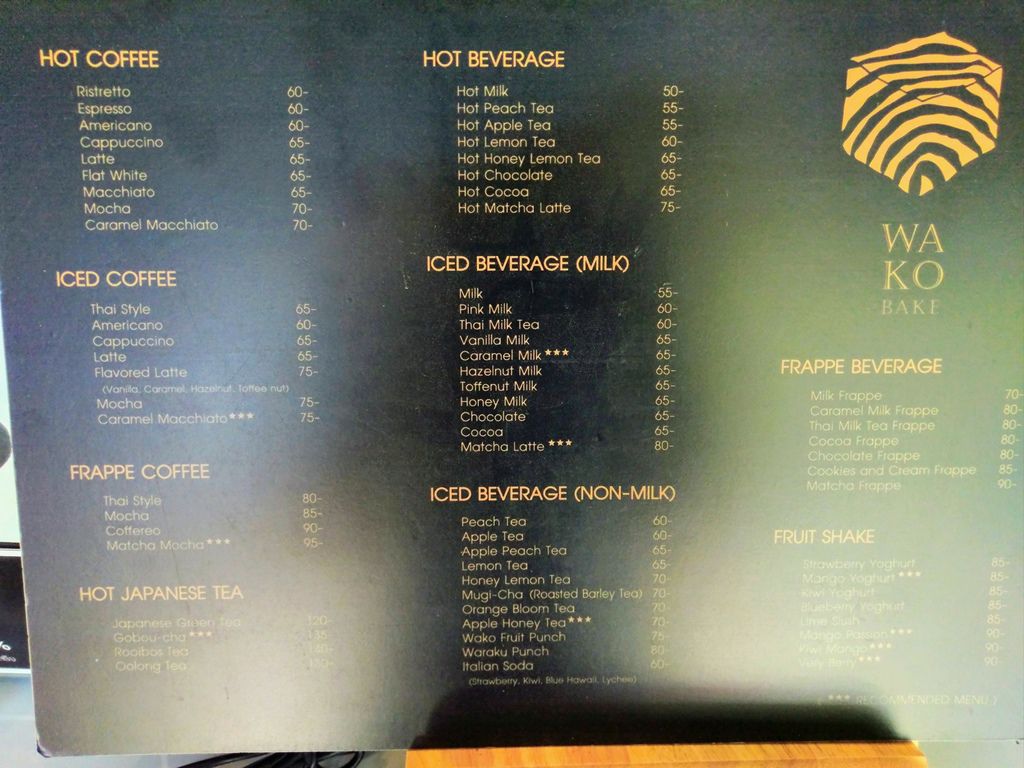 HOT COFFEE
Ristretto 60-
Espresso 60-
Americano 60-
Cappuccino 65-
Latte 65-
Flat White 65-
Macchiato 65-
Mocha 70-
Caramel Macchiato 70-
ICED COFFEE
Thai Style 65-
Americano 60-
Cappuccino 65-
Latte 65-
Flavored Latte 75-
(Vanilla, Caramel, Hazelnut, Toffee nut)
Mocha 75-
Caramel Macchiato*** 75-
FRAPPE COFFEE
Thai Style 80-
Mocha 85-
Coffereo 90-
Matcha Mocha*** 95-
HOT JAPANESE TEA
Japanese Green Tea 120-
Gobou-cha*** 135
Rooibos Tea
Oolong Tea
HOT BEVERAGE
Hot Milk 50-
Hot Peach Tea 55-
Hot Apple Tea 55-
Hot Lemon Tea 60-
Hot Honey Lemon Tea 65-
Hot Chocolate 65-
Hot Cocoa 65-
Hot Matcha Latte 75-
ICED BEVERAGE (MILK)
Milk 55-
Pink Milk 60-
Thai Milk Tea 60-
Vanilla Milk 65-
Caramel Milk*** 65-
Hazelnut Milk 65-
Toffenut Milk 65-
Honey Milk 65-
Chocolate 65-
Cocoa 65-
Matcha Latte*** 80-
ICED BEVERAGE (NON-MILK)
Peach Tea 60-
Apple Tea 60-
Apple Peach Tea 65-
Lemon Tea 65-
Honey Lemon Tea 70-
Mugi-Cha (Roasted Barley Tea) 70-
Orange Bloom Tea 70-
Apple Honey Tea*** 70-
Wako Fruit Punch 75-
Waraku Punch 80-
Italian Soda 60-
(Strawberry, Kiwi, Blue Hawaii, Lychee)
WA
KO
BAKE
FRAPPE BEVERAGE
Milk Frappe 70-
Caramel Milk Frappe 80-
Thai Milk Tea Frappe 80-
Cocoa Frappe 80-
Chocolate Frappe 80-
Cookies and Cream Frappe 85-
Matcha Frappe 90-
FRUIT SHAKE
Strawberry Yoghurt 85-
Mango Yoghurt*** 85-
Kiwi Yoghurt 85-
Blueberry Yoghurt 85-
Lime Slush 85-
Mango Passion*** 90-
Kiwi Mango*** 90-
Very Berry*** 90-
(*** RECOMMENDED MENU)